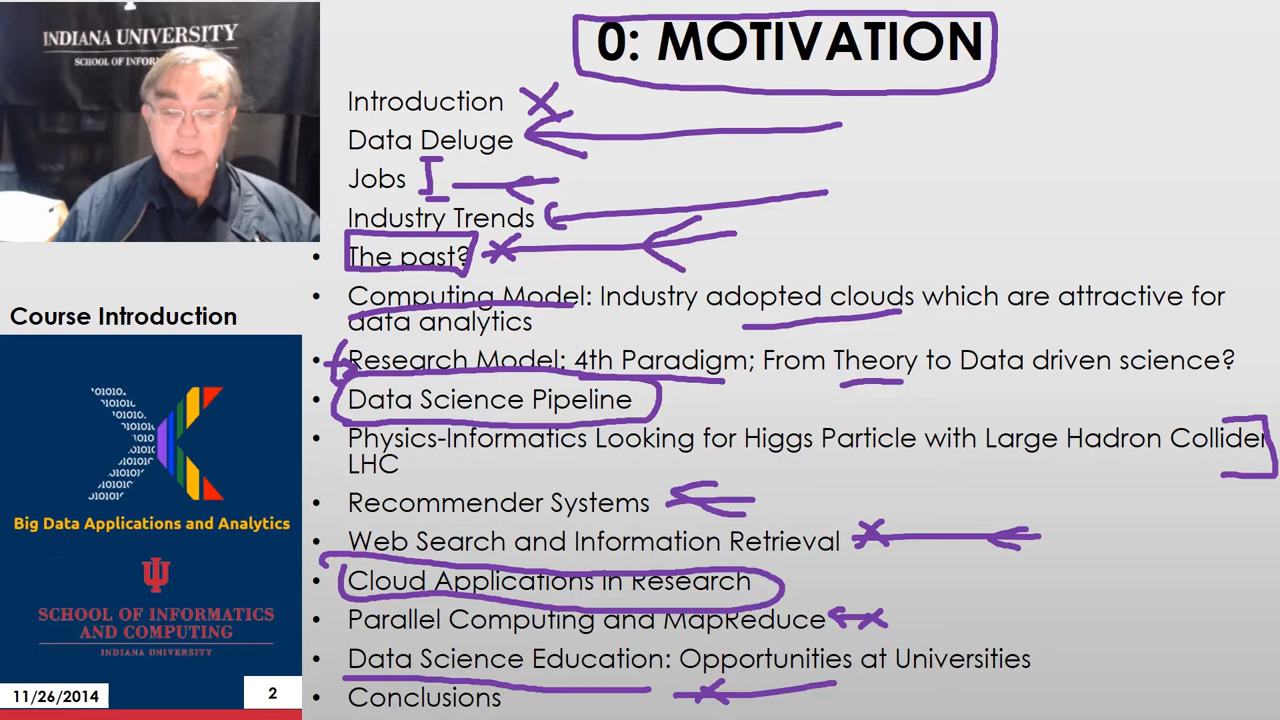 INDIANA UNIVERSITY
SCHOOL OF INFOR
0: MOTIVATION
Introduction
Data Deluge
Jobs
Industry Trends
• The past?
• Computing Model: Industry adopted clouds which are attractive for
data analytics
• Research Model: 4th Paradigm; From Theory to Data driven science?
• Data Science Pipeline
• Physics-Informatics Looking for Higgs Particle with Large Hadron Collider
LHC
• Recommender Systems
• Web Search and Information Retrieval
• Cloud Applications in Research
• Parallel Computing and MapReduce
• Data Science Education: Opportunities at Universities
• Conclusions
Course Introduction
Big Data Applications and Analytics
SCHOOL OF INFORMATICS
AND COMPUTING
INDIANA UNIVERSITY
11/26/2014
2